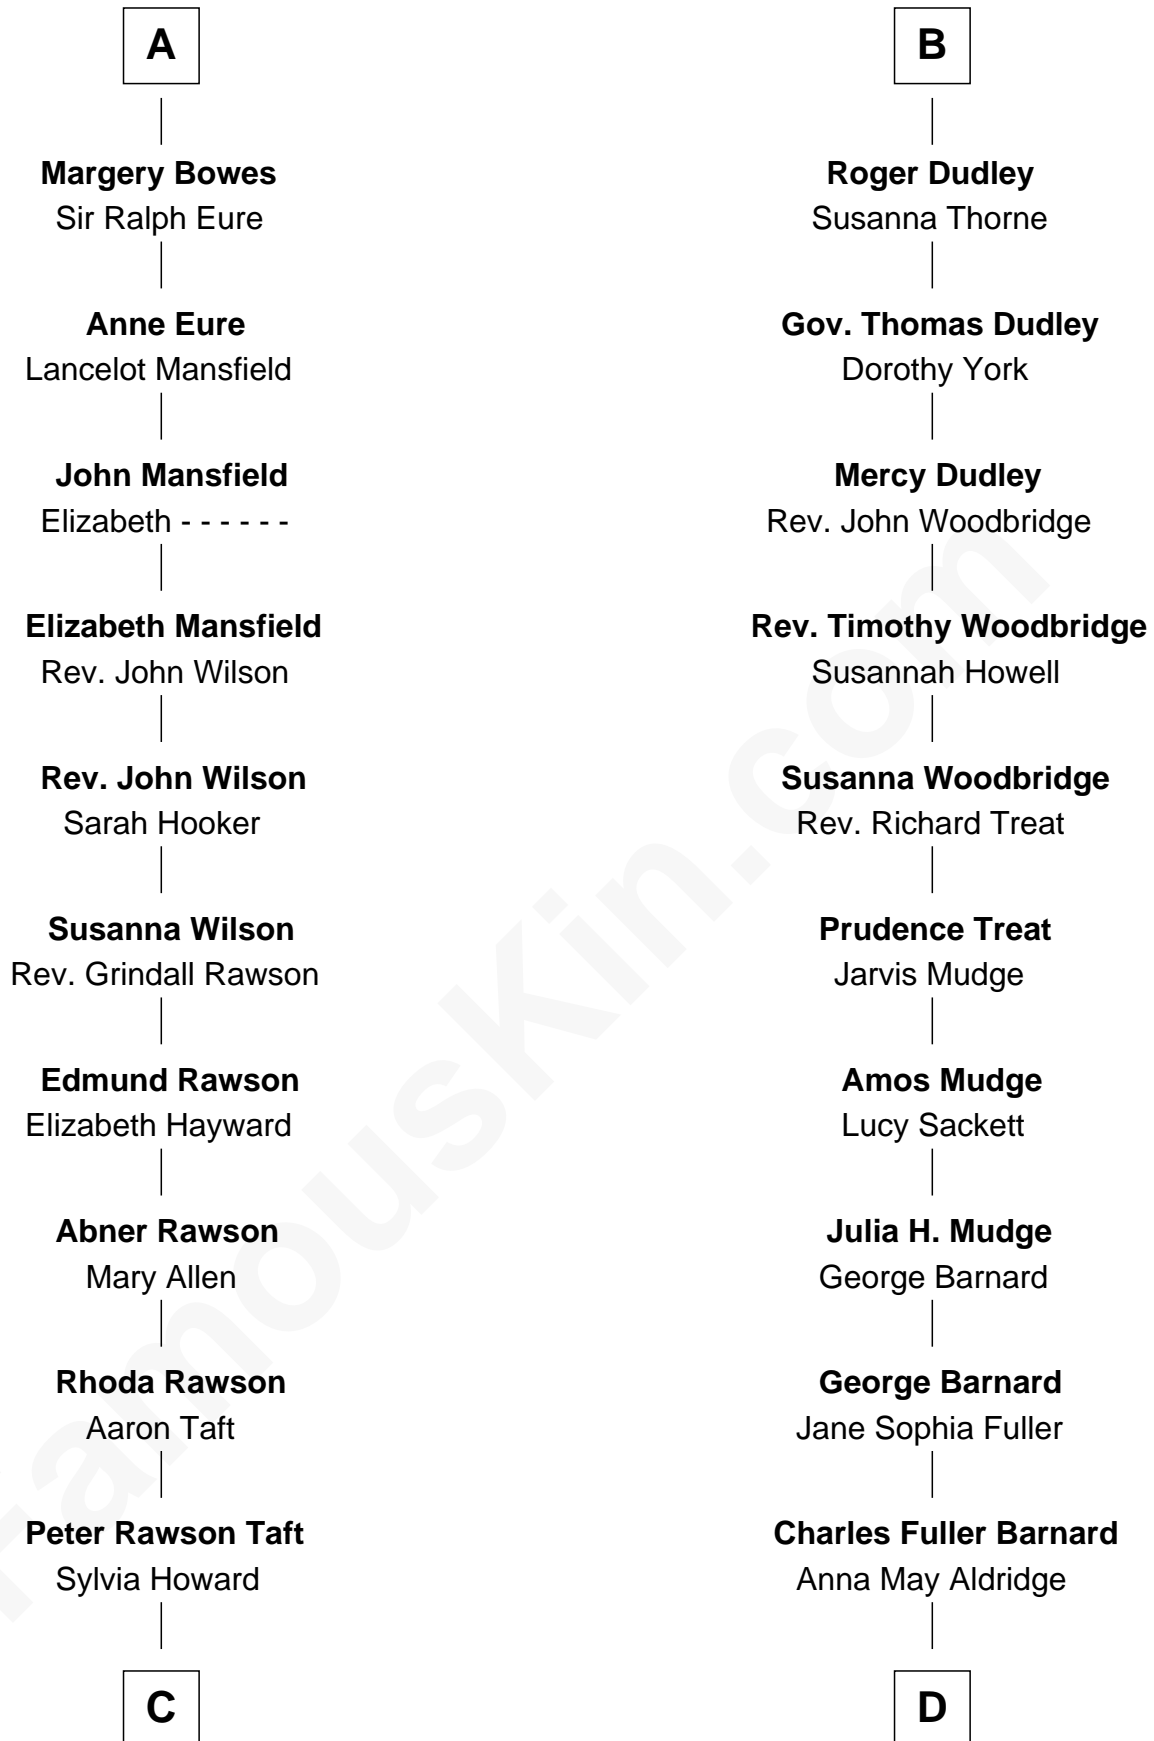 A
Margery Bowes
Sir Ralph Eure
Anne Eure
Lancelot Mansfield
John Mansfield
Elizabeth - - - - - -
Elizabeth Mansfield
Rev. John Wilson
Rev. John Wilson
Sarah Hooker
Susanna Wilson
Rev. Grindall Rawson
Edmund Rawson
Elizabeth Hayward
Abner Rawson
Mary Allen
Rhoda Rawson
Aaron Taft
Peter Rawson Taft
Sylvia Howard
C
B
Roger Dudley
Susanna Thorne
Gov. Thomas Dudley
Dorothy York
Mercy Dudley
Rev. John Woodbridge
Rev. Timothy Woodbridge
Susannah Howell
Susanna Woodbridge
Rev. Richard Treat
Prudence Treat
Jarvis Mudge
Amos Mudge
Lucy Sackett
Julia H. Mudge
George Barnard
George Barnard
Jane Sophia Fuller
Charles Fuller Barnard
Anna May Aldridge
D
FamousKin.com